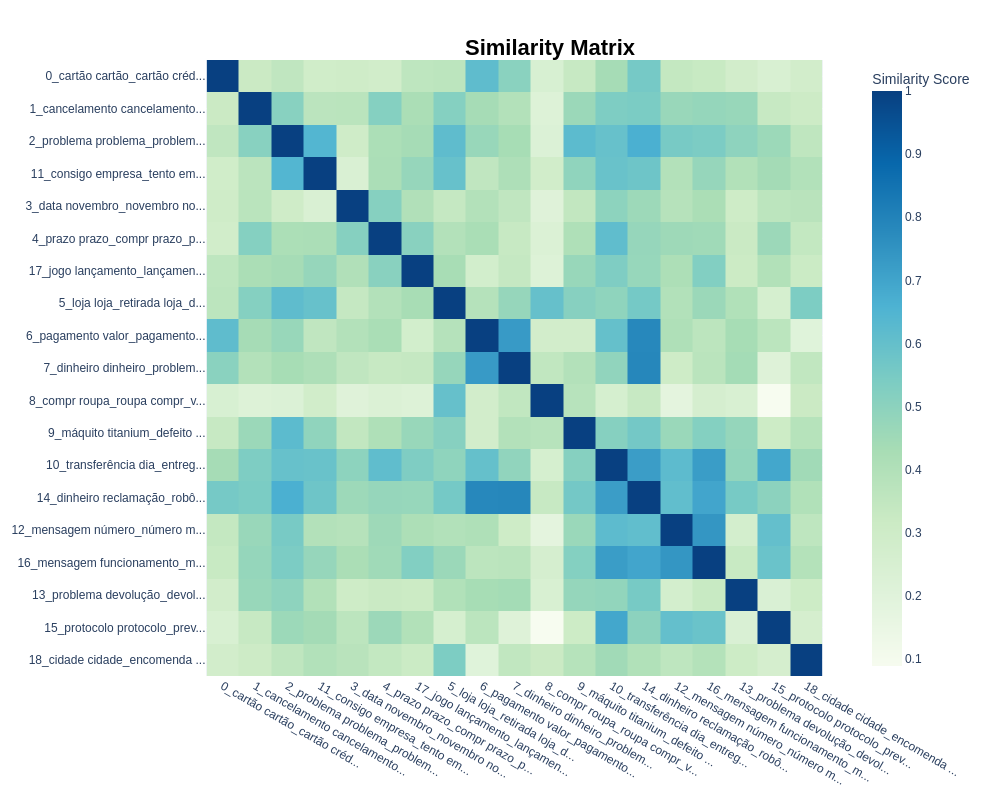 Similarity Matrix
0_cartão cartão_cartão créd...
1_cancelamento cancelamento...
2_problema problema_problem...
11_consigo empresa_tento em...
3_data novembro_novembro no...
4_prazo prazo_compr prazo_p...
17_jogo lançamento_lançamen...
5_loja loja_retirada loja_d...
6_pagamento valor_pagamento...
7_dinheiro dinheiro_problem...
8_compr roupa_roupa compr_v...
9_máquito titanium_defeito ...
10_transferência dia_entreg...
14_dinheiro reclamação_robô...
12_mensagem número_número m...
16_mensagem funcionamento_m...
13_problema devolução_devol...
15_protocolo protocolo_prev...
18_cidade cidade_encomenda ...
0_cartão cartão_cartão créd...
1_cancelamento cancelamento...
2_problema problema_problem...
11_consigo empresa_tento em...
3_data novembro_novembro no...
4_prazo prazo_compr prazo_p...
17_jogo lançamento_lançamen...
5_loja loja_retirada loja_d...
6_pagamento valor_pagamento...
7_dinheiro dinheiro_problem...
8_compr roupa_roupa compr_v...
9_máquito titanium_defeito ...
10_transferência dia_entreg...
14_dinheiro reclamação_robô...
12_mensagem número_número m...
16_mensagem funcionamento_m...
13_problema devolução_devol...
15_protocolo protocolo_prev...
18_cidade cidade_encomenda ...
Similarity Score
1
0.9
0.8
0.7
0.6
0.5
0.4
0.3
0.2
0.1